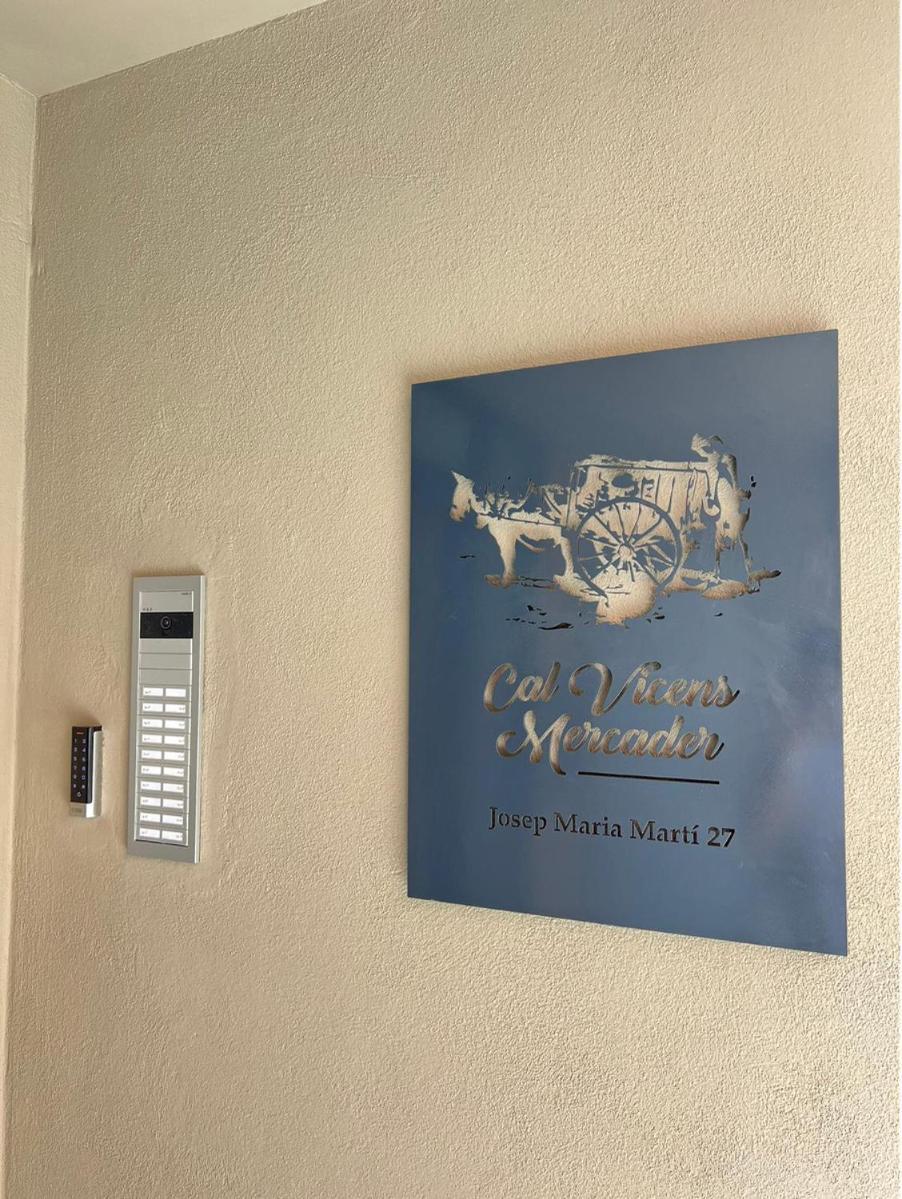 Cal Vicens
Mercader
Josep Maria Martí 27